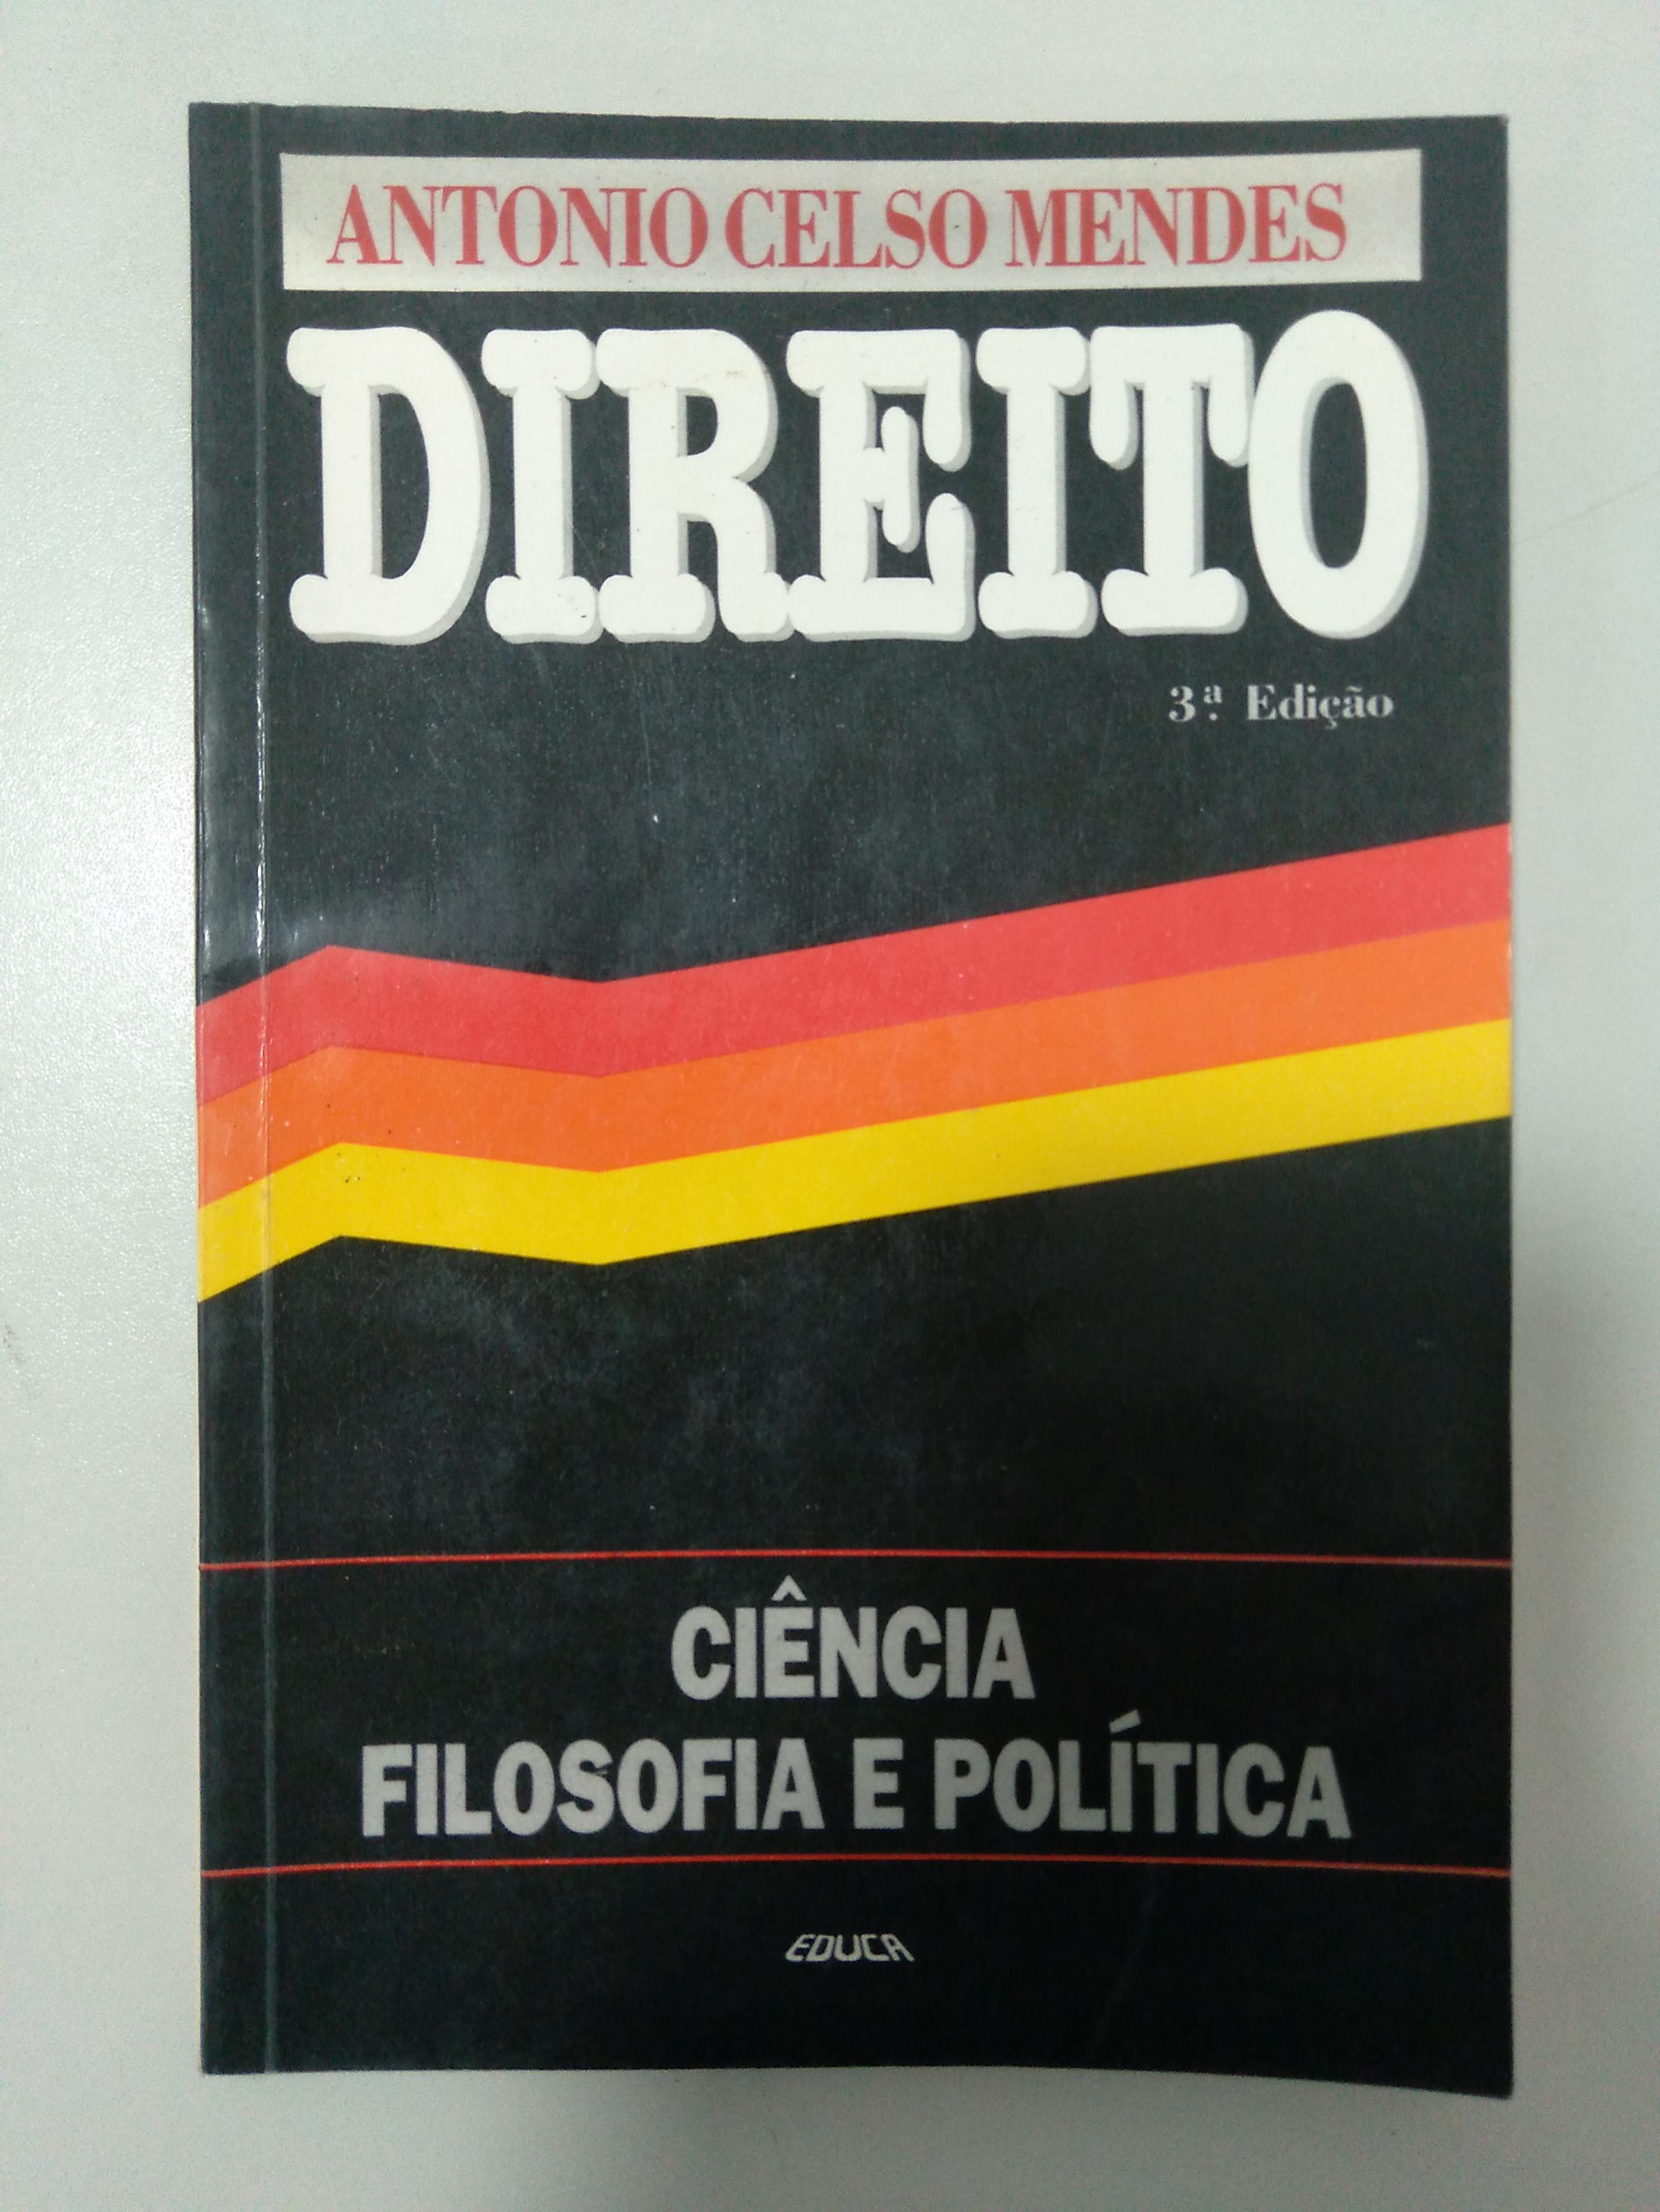 ANTONIO CELSO MENDES
DIREITO
3ª. Edição
CIÊNCIA
FILOSOFIA E POLÍTICA
EDUCA